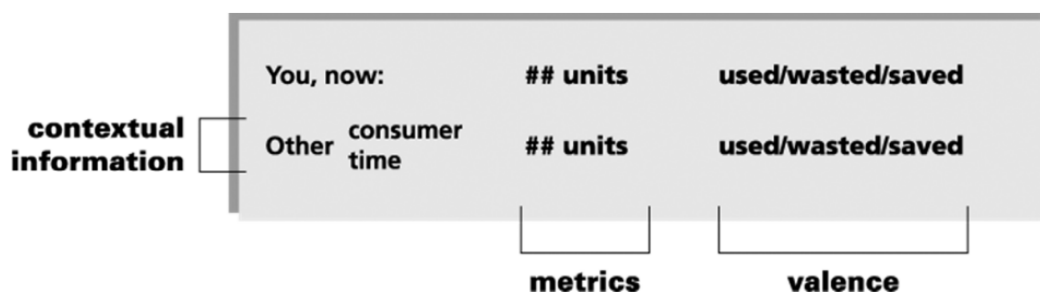 You, now: ## units used/wasted/saved
contextual information
Other consumer time ## units used/wasted/saved
metrics valence